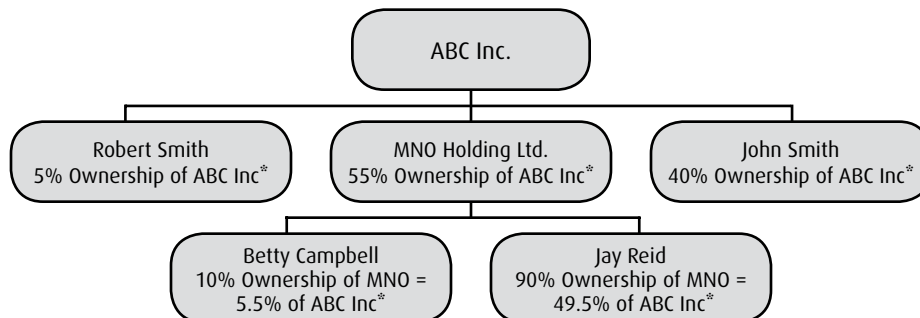 ABC Inc.
Robert Smith
5% Ownership of ABC Inc*
MNO Holding Ltd.
55% Ownership of ABC Inc*
John Smith
40% Ownership of ABC Inc*
Betty Campbell
10% Ownership of MNO =
5.5% of ABC Inc*
Jay Reid
90% Ownership of MNO =
49.5% of ABC Inc*